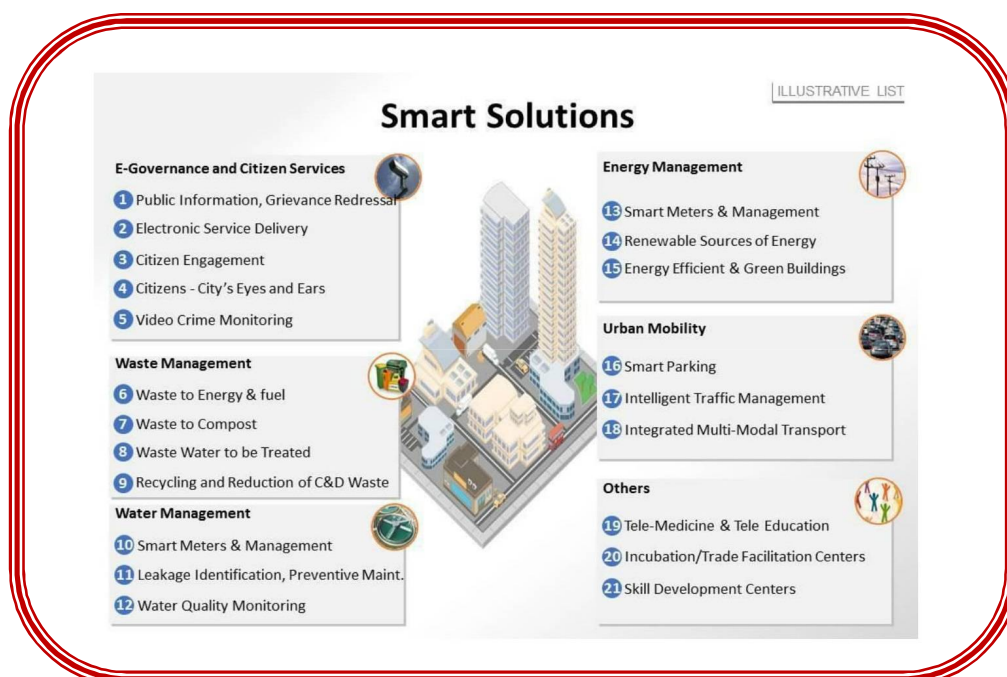 ILLUSTRATIVE LIST
Smart Solutions
E-Governance and Citizen Services
1 Public Information, Grievance Redressal
2 Electronic Service Delivery
3 Citizen Engagement
4 Citizens - City's Eyes and Ears
5 Video Crime Monitoring
Waste Management
6 Waste to Energy & fuel
7 Waste to Compost
8 Waste Water to be Treated
9 Recycling and Reduction of C&D Waste
Water Management
10 Smart Meters & Management
11 Leakage Identification, Preventive Maint.
12 Water Quality Monitoring
Energy Management
13 Smart Meters & Management
14 Renewable Sources of Energy
15 Energy Efficient & Green Buildings
Urban Mobility
16 Smart Parking
17 Intelligent Traffic Management
18 Integrated Multi-Modal Transport
Others
19 Tele-Medicine & Tele Education
20 Incubation/Trade Facilitation Centers
21 Skill Development Centers